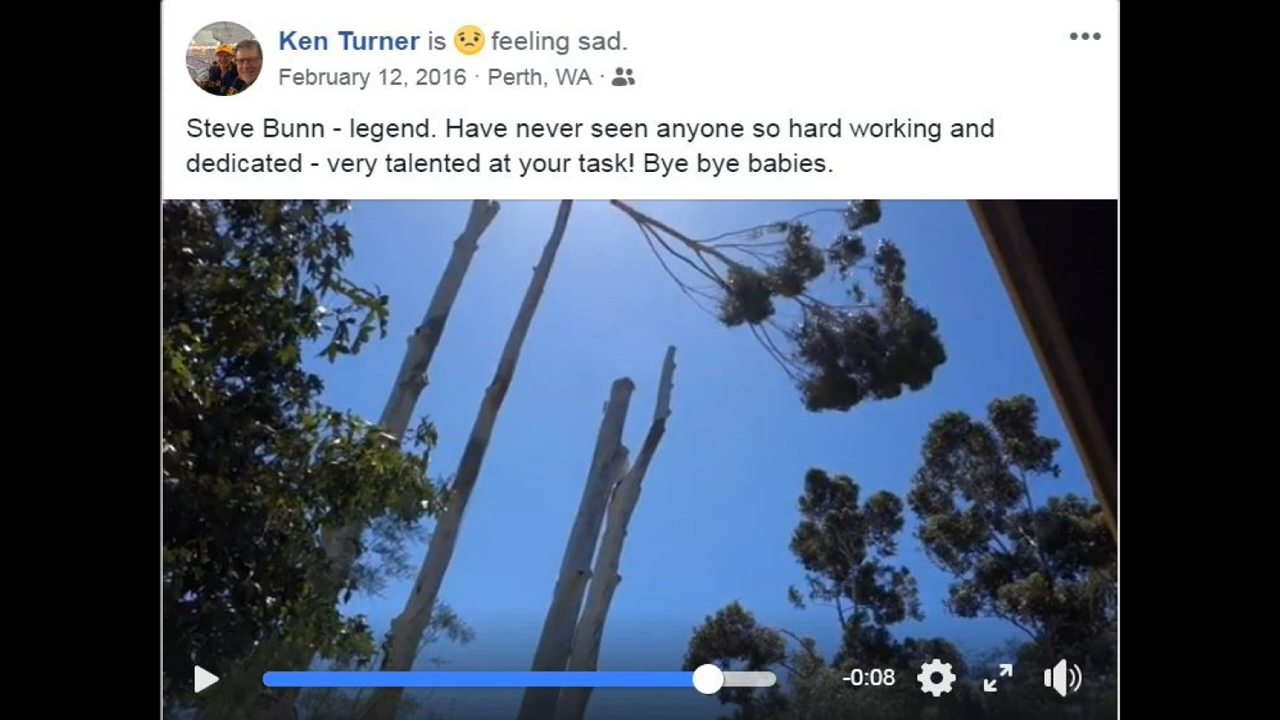 Ken Turner is 😟 feeling sad.
February 12, 2016 · Perth, WA ·
Steve Bunn - legend. Have never seen anyone so hard working and
dedicated - very talented at your task! Bye bye babies.
-0:08